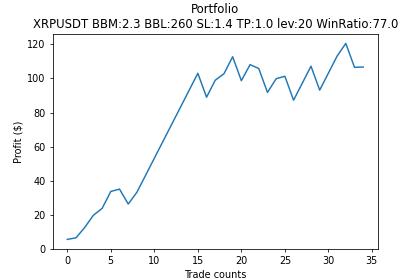 Portfolio
XRPUSDT BBM:2.3 BBL:260 SL:1.4 TP:1.0 lev:20 WinRatio:77.0
120
100
80
60
40
20
0
Profit ($)
0 5 10 15 20 25 30 35
Trade counts